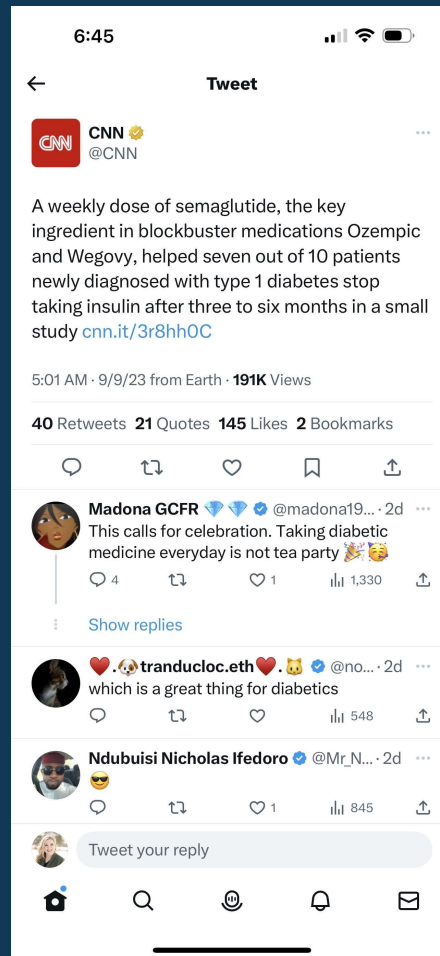 6:45
Tweet
CNN
CNN
@CNN
A weekly dose of semaglutide, the key
ingredient in blockbuster medications Ozempic
and Wegovy, helped seven out of 10 patients
newly diagnosed with type 1 diabetes stop
taking insulin after three to six months in a small
study cnn.it/3r8hh0C
5:01 AM · 9/9/23 from Earth · 191K Views
40 Retweets 21 Quotes 145 Likes 2 Bookmarks
Madona GCFR 💎 💎 @madona19... · 2d
This calls for celebration. Taking diabetic
medicine everyday is not tea party 🎉🥳
4 1 1,330
Show replies
♥️.🐶tranducloc.eth♥️.🐱 @no... · 2d
which is a great thing for diabetics
548
Ndubuisi Nicholas Ifedoro @Mr_N... · 2d
😎
1 845
Tweet your reply